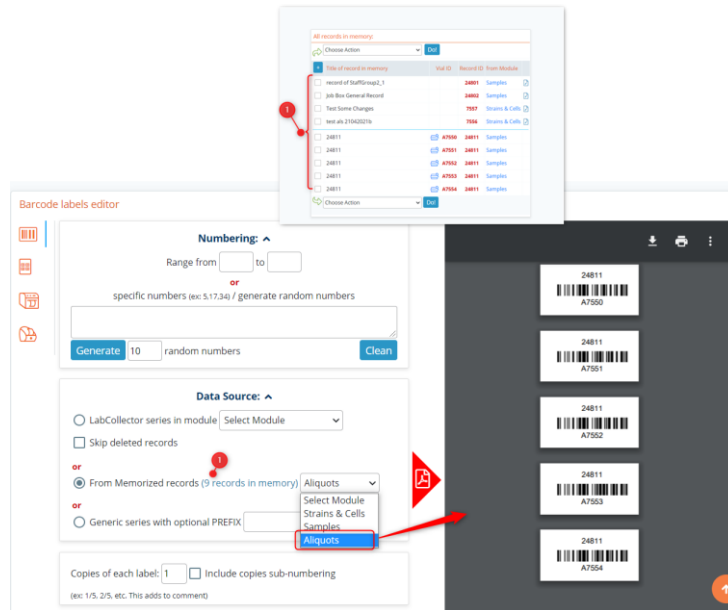 All records in memory:
Choose Action Do!
Title of record in memory Vial ID Record ID From Module
record of StaffGroup2_1 24801 Samples
Job Box General Record 24802 Samples
Test Some Changes 7557 Strains & Cells
test als 21042021b 7556 Strains & Cells
24811 A7550 24811 Samples
24811 A7551 24811 Samples
24811 A7552 24811 Samples
24811 A7553 24811 Samples
24811 A7554 24811 Samples
Choose Action Do!
1
Barcode labels editor
Numbering:
Range from to
or
specific numbers (ex: 5,17,34) / generate random numbers
Generate 10 random numbers Clean
Data Source:
LabCollector series in module Select Module
Skip deleted records
or
1
From Memorized records (9 records in memory) Aliquots
Select Module
Strains & Cells
Samples
Aliquots
or
Generic series with optional PREFIX
Copies of each label: 1 Include copies sub-numbering
(ex: 1/5, 2/5, etc. This adds to comment)
24811
A7550
24811
A7551
24811
A7552
24811
A7553
24811
A7554